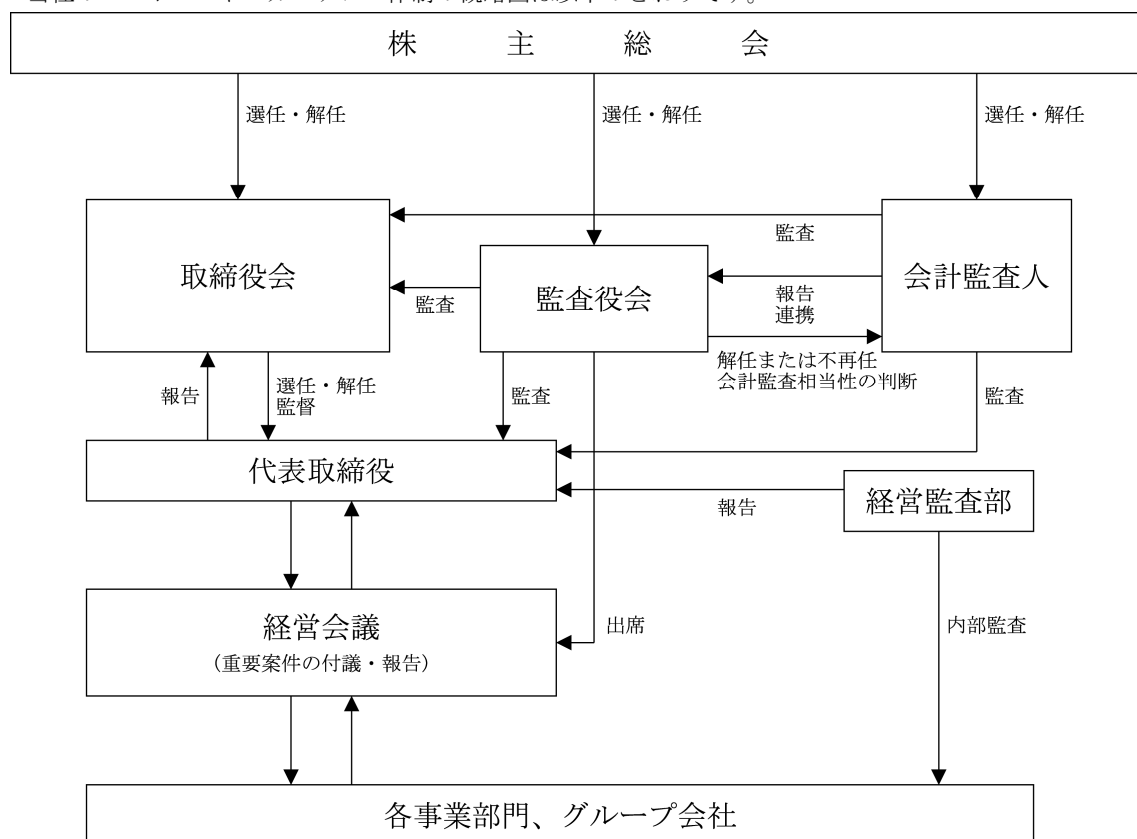 株主総会
選任・解任
選任・解任
選任・解任
取締役会
監査役会
会計監査人
監査
監査
報告
連携
解任または不再任
会計監査相当性の判断
報告
選任・解任
監督
監査
監査
代表取締役
報告
経営監査部
経営会議
(重要案件の付議・報告)
出席
内部監査
各事業部門、グループ会社